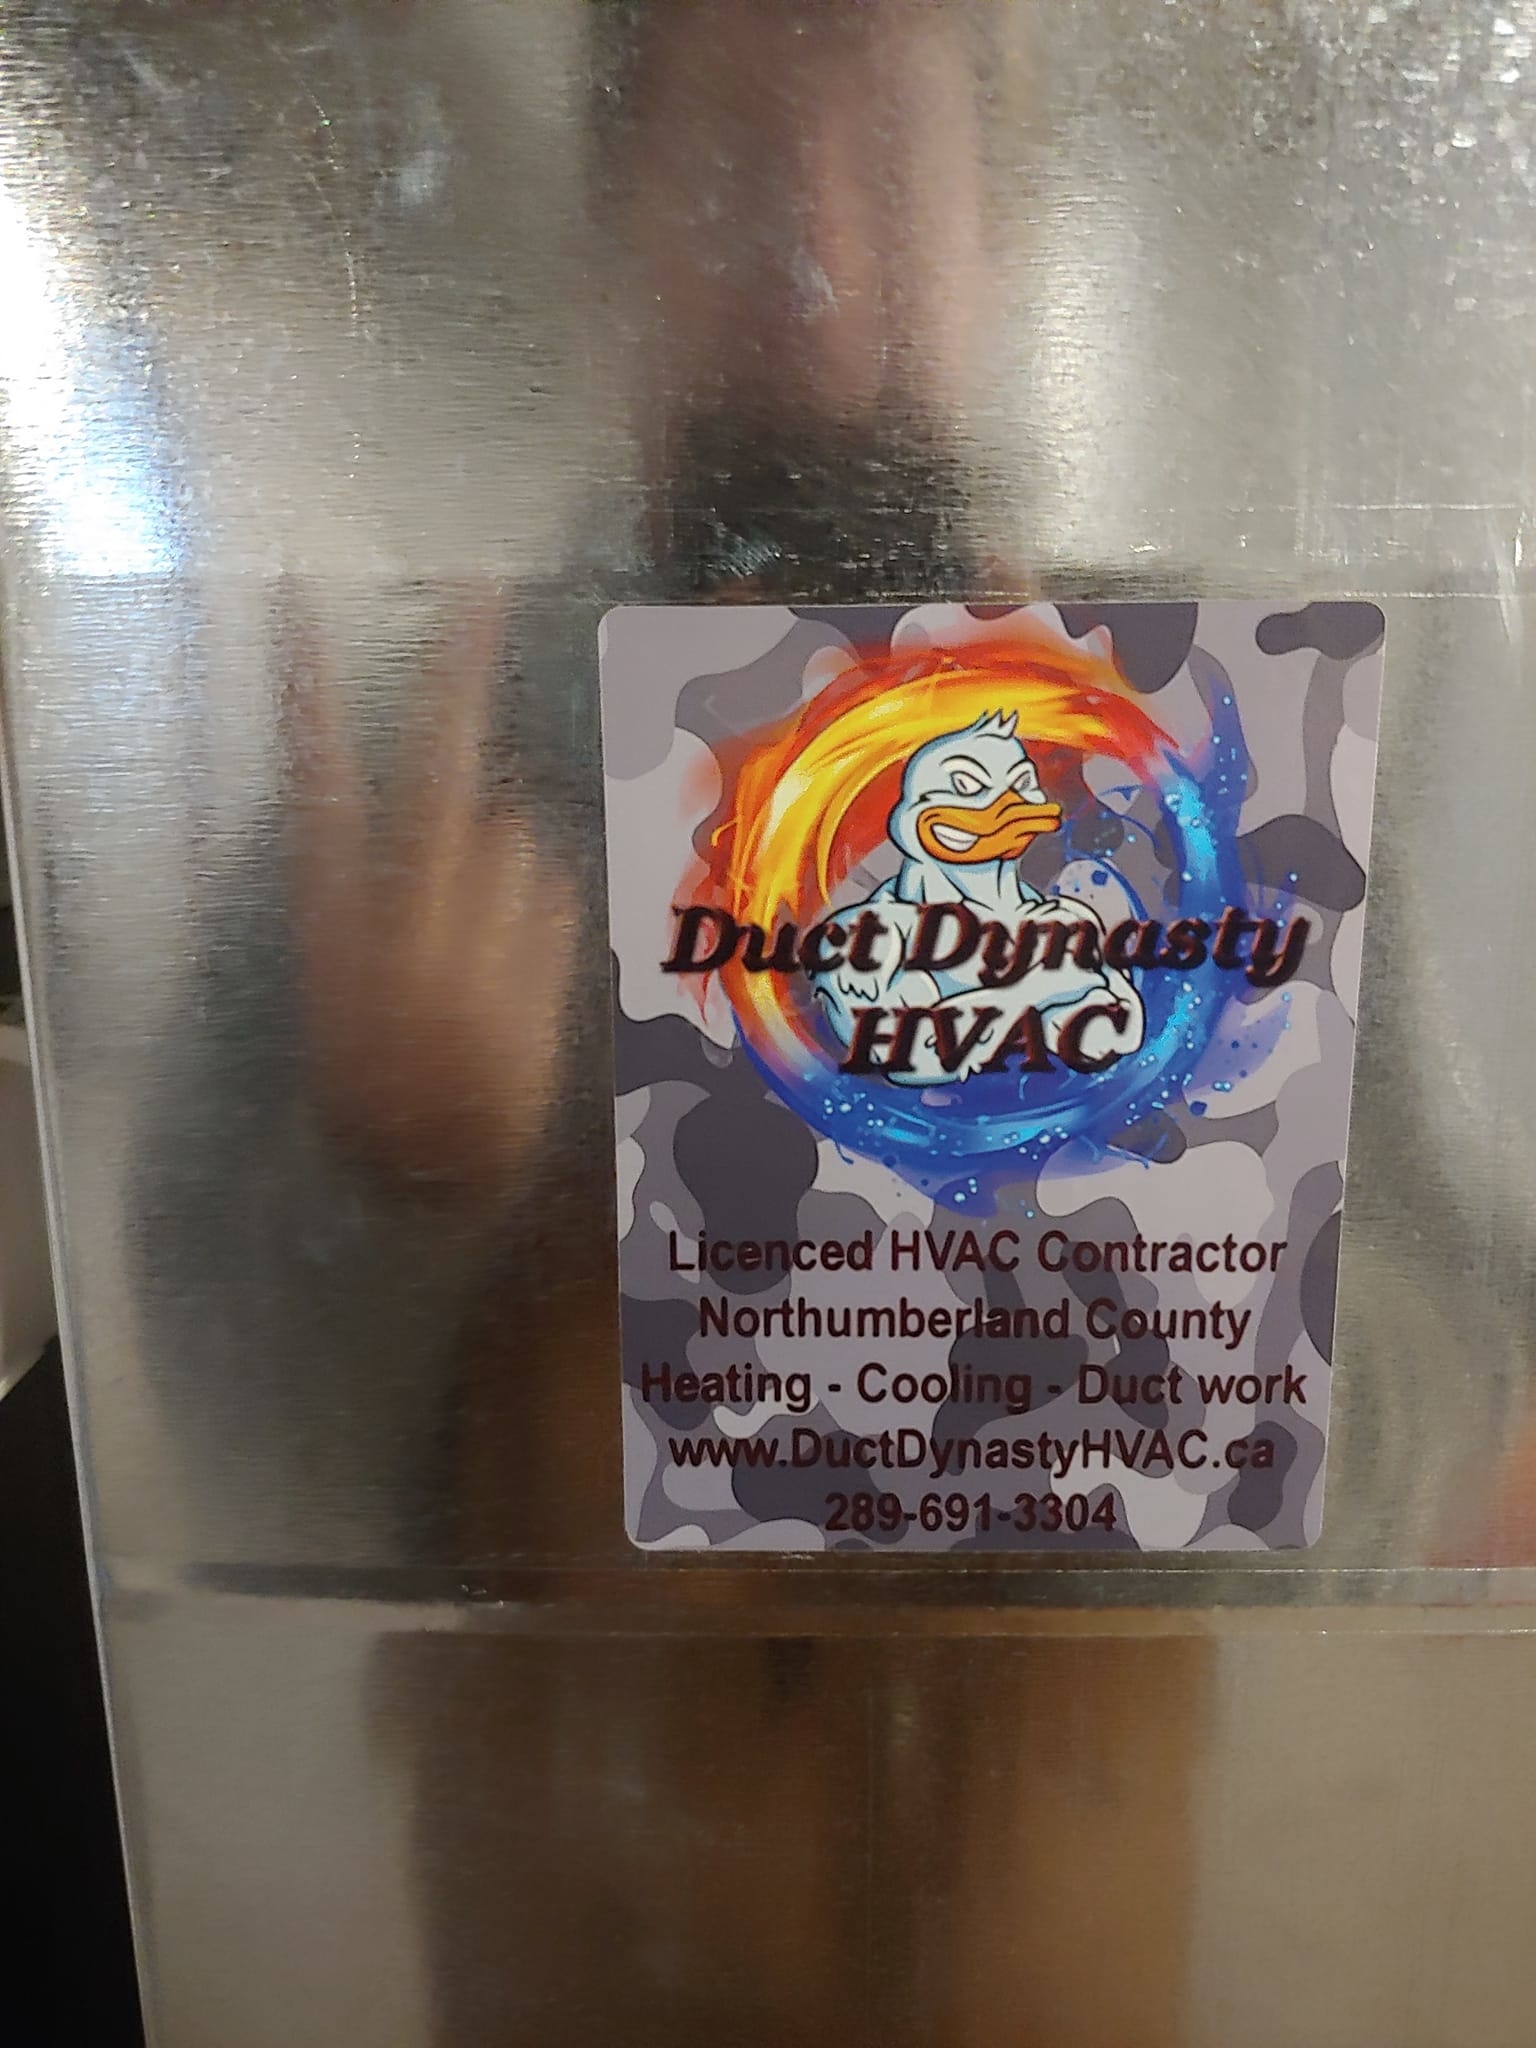 Duct Dynasty
HVAC
Licenced HVAC Contractor
Northumberland County
Heating - Cooling - Duct work
www.DuctDynastyHVAC.ca
289-691-3304